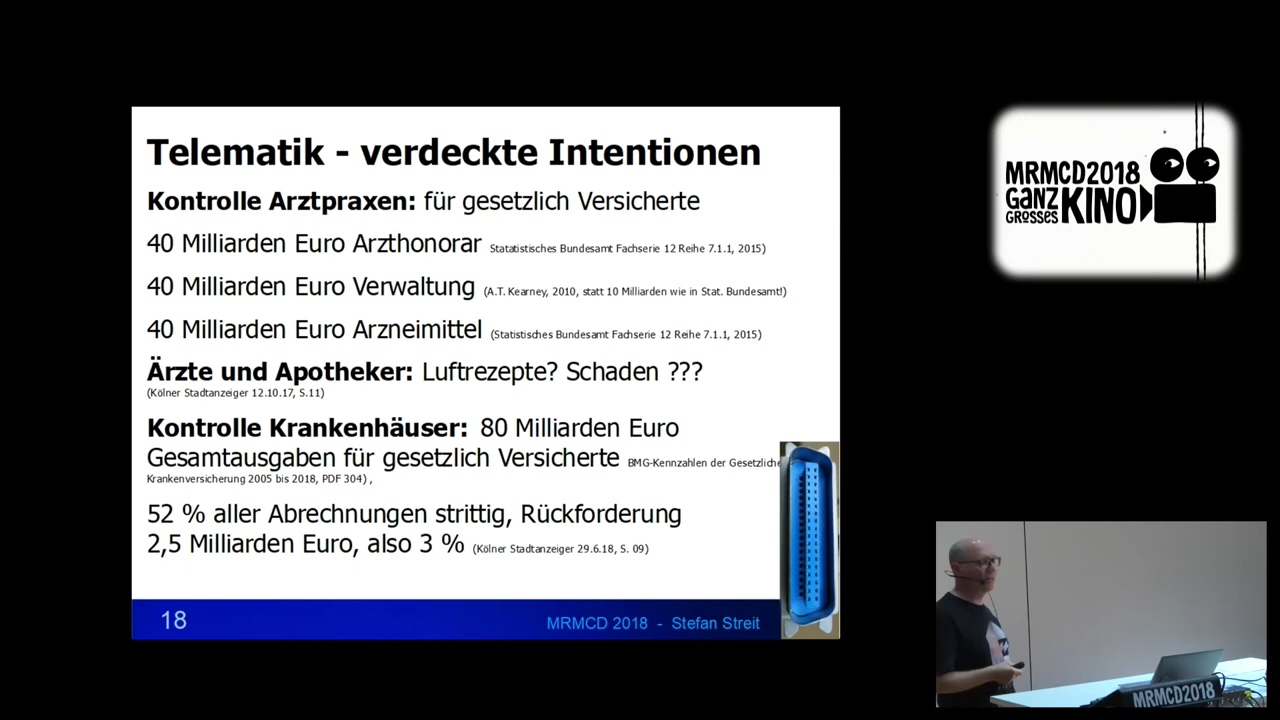 Telematik - verdeckte Intentionen
Kontrolle Arztpraxen: für gesetzlich Versicherte
40 Milliarden Euro Arzthonorar Statatistisches Bundesamt Fachserie 12 Reihe 7.1.1, 2015)
40 Milliarden Euro Verwaltung (A.T. Kearney, 2010, statt 10 Milliarden wie in Stat. Bundesamt!)
40 Milliarden Euro Arzneimittel (Statistisches Bundesamt Fachserie 12 Reihe 7.1.1, 2015)
Ärzte und Apotheker: Luftrezepte? Schaden ???
(Kölner Stadtanzeiger 12.10.17, S.11)
Kontrolle Krankenhäuser: 80 Milliarden Euro
Gesamtausgaben für gesetzlich Versicherte BMG-Kennzahlen der Gesetzliche
Krankenversicherung 2005 bis 2018, PDF 304) ,
52 % aller Abrechnungen strittig, Rückforderung
2,5 Milliarden Euro, also 3 % (Kölner Stadtanzeiger 29.6.18, S. 09)
18
MRMCD 2018 - Stefan Streit
MRMCD2018
GANZ
GROSSES
KINO
MRMCD2018